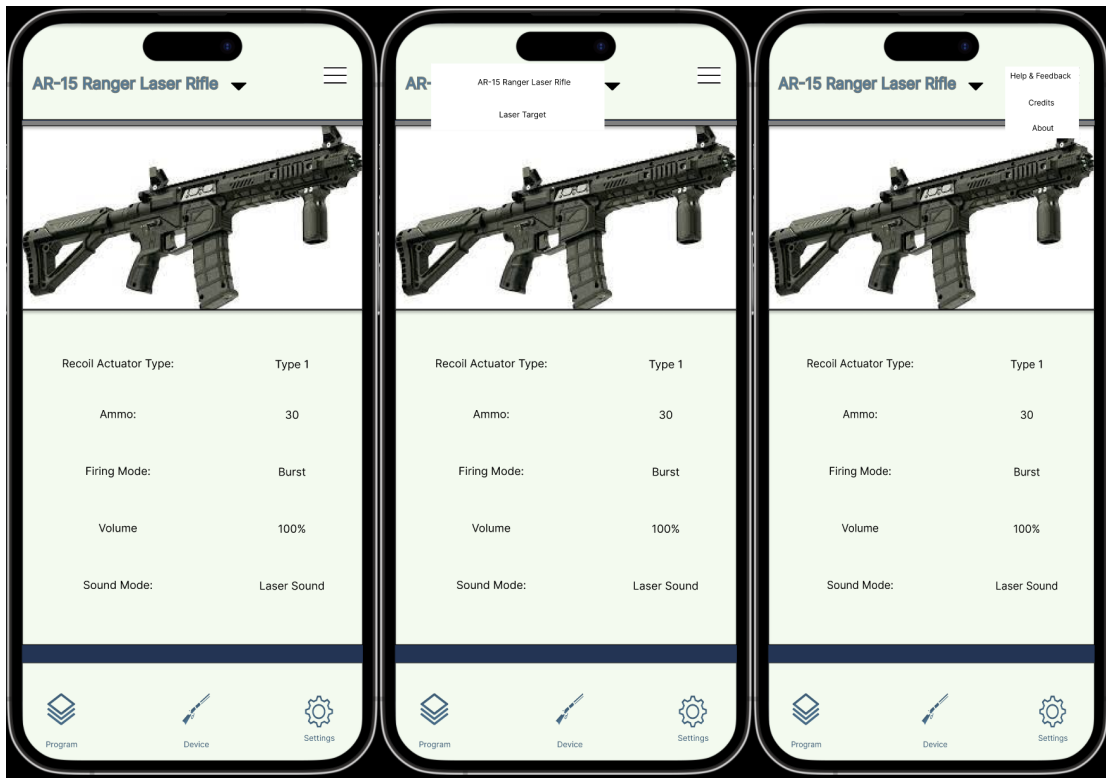 AR-15 Ranger Laser Rifle
Recoil Actuator Type: Type 1
Ammo: 30
Firing Mode: Burst
Volume 100%
Sound Mode: Laser Sound
Program Device Settings
AR-
AR-15 Ranger Laser Rifle
Laser Target
Recoil Actuator Type: Type 1
Ammo: 30
Firing Mode: Burst
Volume 100%
Sound Mode: Laser Sound
Program Device Settings
AR-15 Ranger Laser Rifle
Help & Feedback
Credits
About
Recoil Actuator Type: Type 1
Ammo: 30
Firing Mode: Burst
Volume 100%
Sound Mode: Laser Sound
Program Device Settings